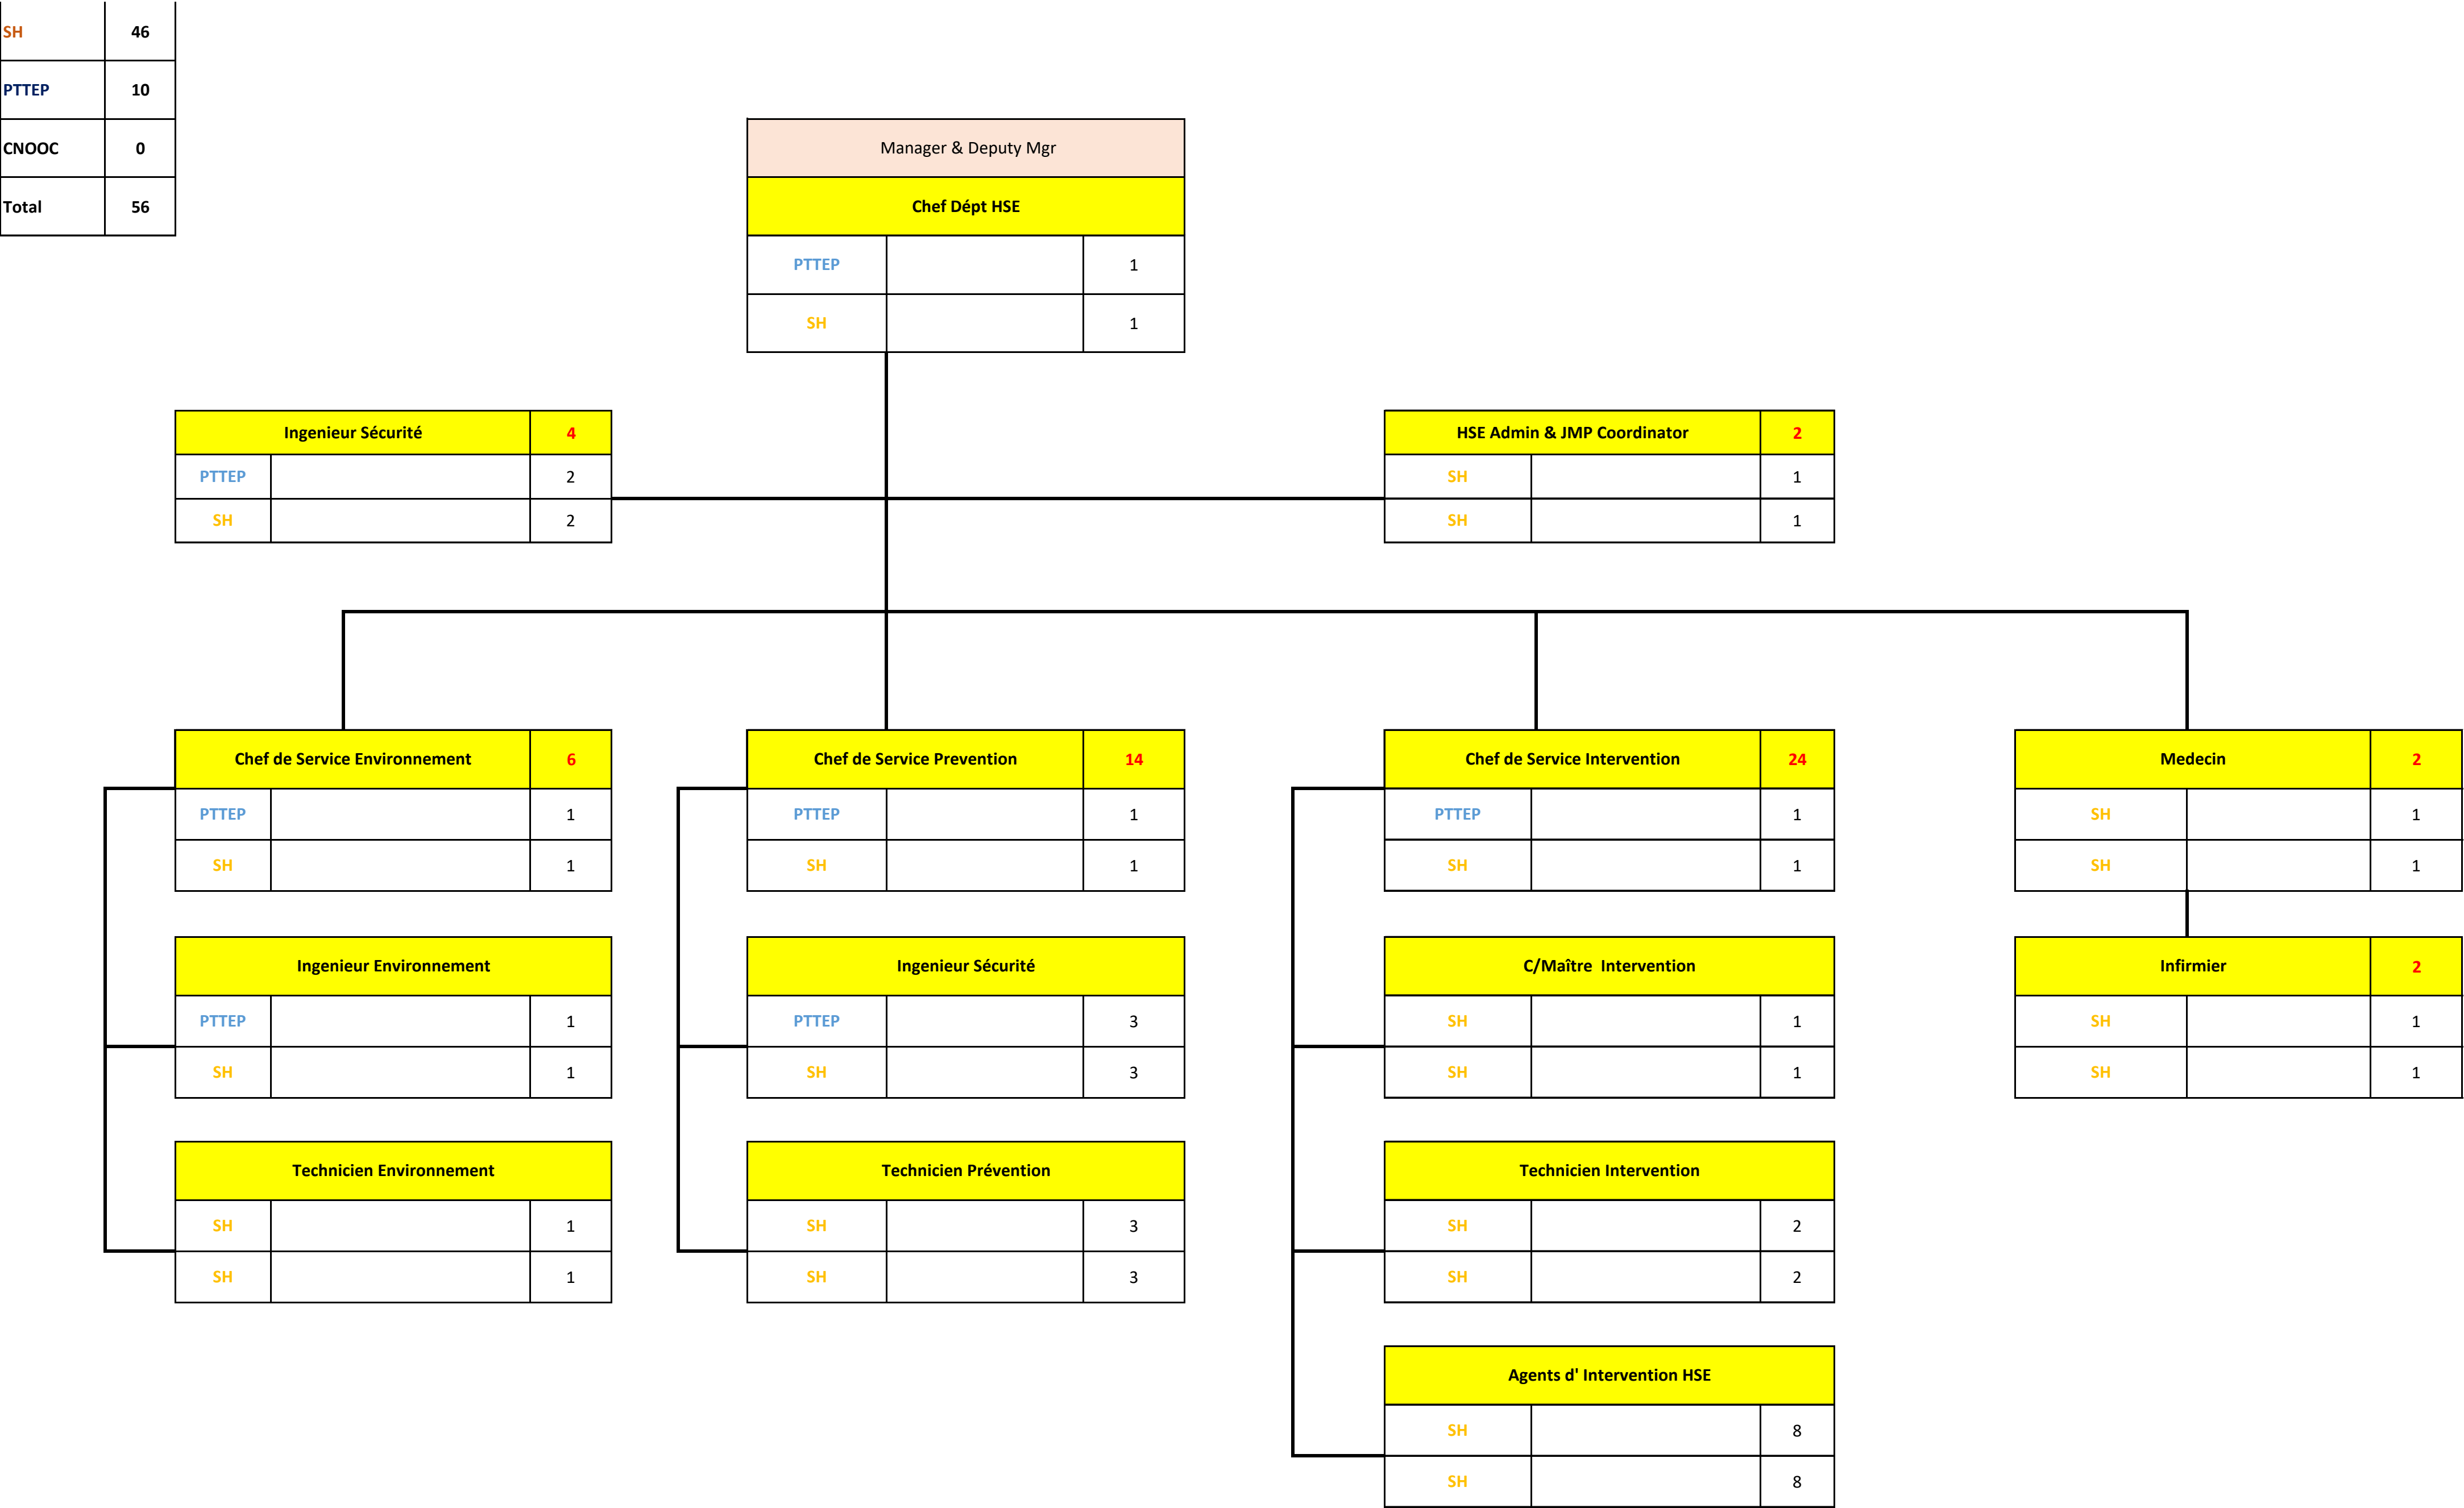 SH 46
PTTEP 10
CNOOC 0
Total 56
Manager & Deputy Mgr
Chef Dépt HSE
PTTEP 1
SH 1
Ingenieur Sécurité 4
PTTEP 2
SH 2
HSE Admin & JMP Coordinator 2
SH 1
SH 1
Chef de Service Environnement 6
PTTEP 1
SH 1
Ingenieur Environnement
PTTEP 1
SH 1
Technicien Environnement
SH 1
SH 1
Chef de Service Prevention 14
PTTEP 1
SH 1
Ingenieur Sécurité
PTTEP 3
SH 3
Technicien Prévention
SH 3
SH 3
Chef de Service Intervention 24
PTTEP 1
SH 1
C/Maître Intervention
SH 1
SH 1
Technicien Intervention
SH 2
SH 2
Agents d' Intervention HSE
SH 8
SH 8
Medecin 2
SH 1
SH 1
Infirmier 2
SH 1
SH 1